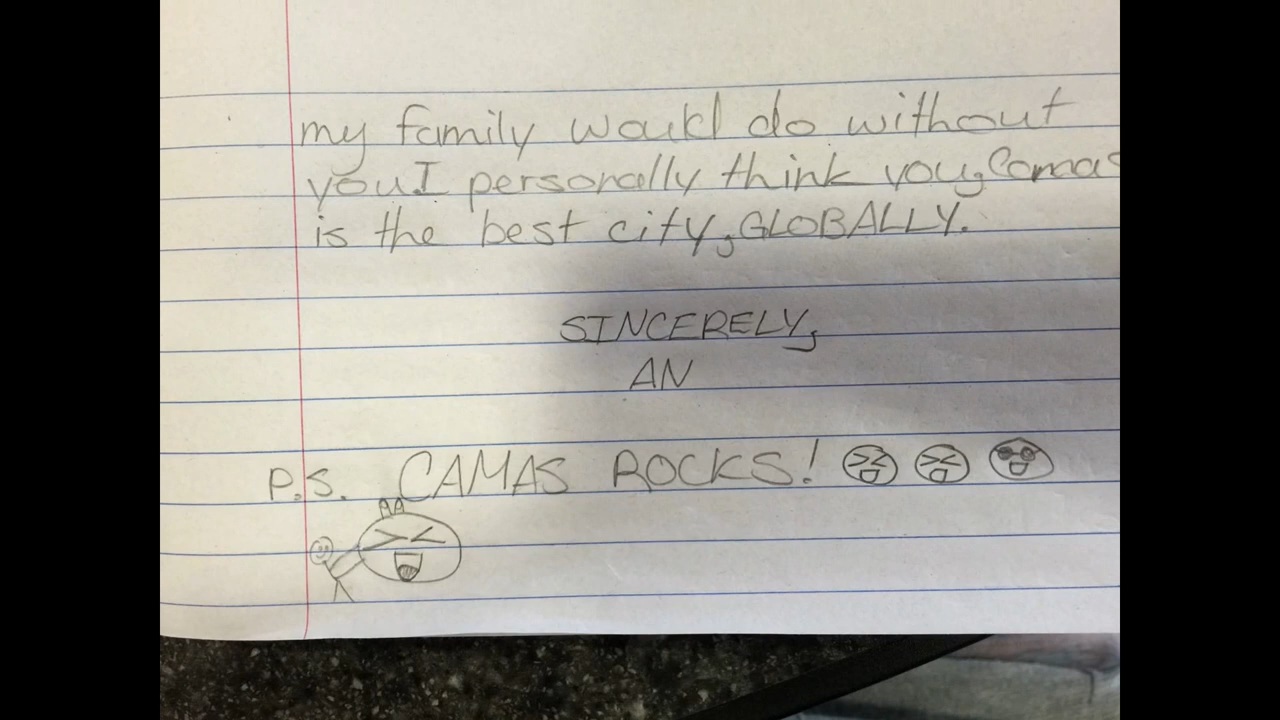 my family would do without
you.I personally think you,Camas
is the best city,GLOBALLY.
SINCERELY,
AN
P.S. CAMAS ROCKS!